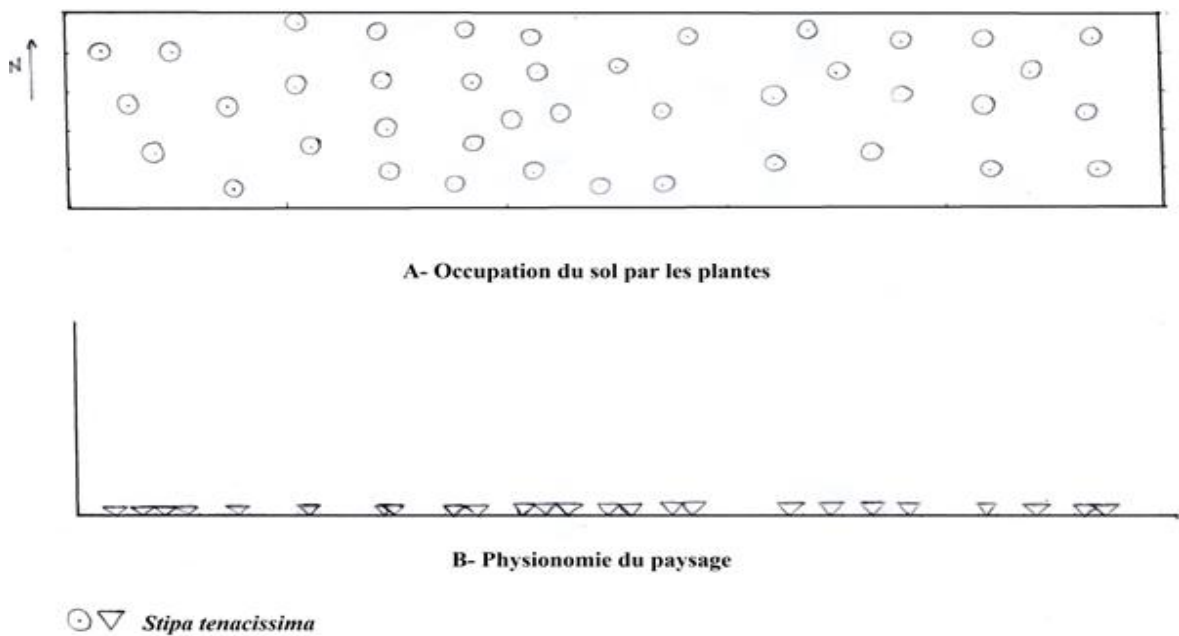 N
A- Occupation du sol par les plantes
B- Physionomie du paysage
Stipa tenacissima